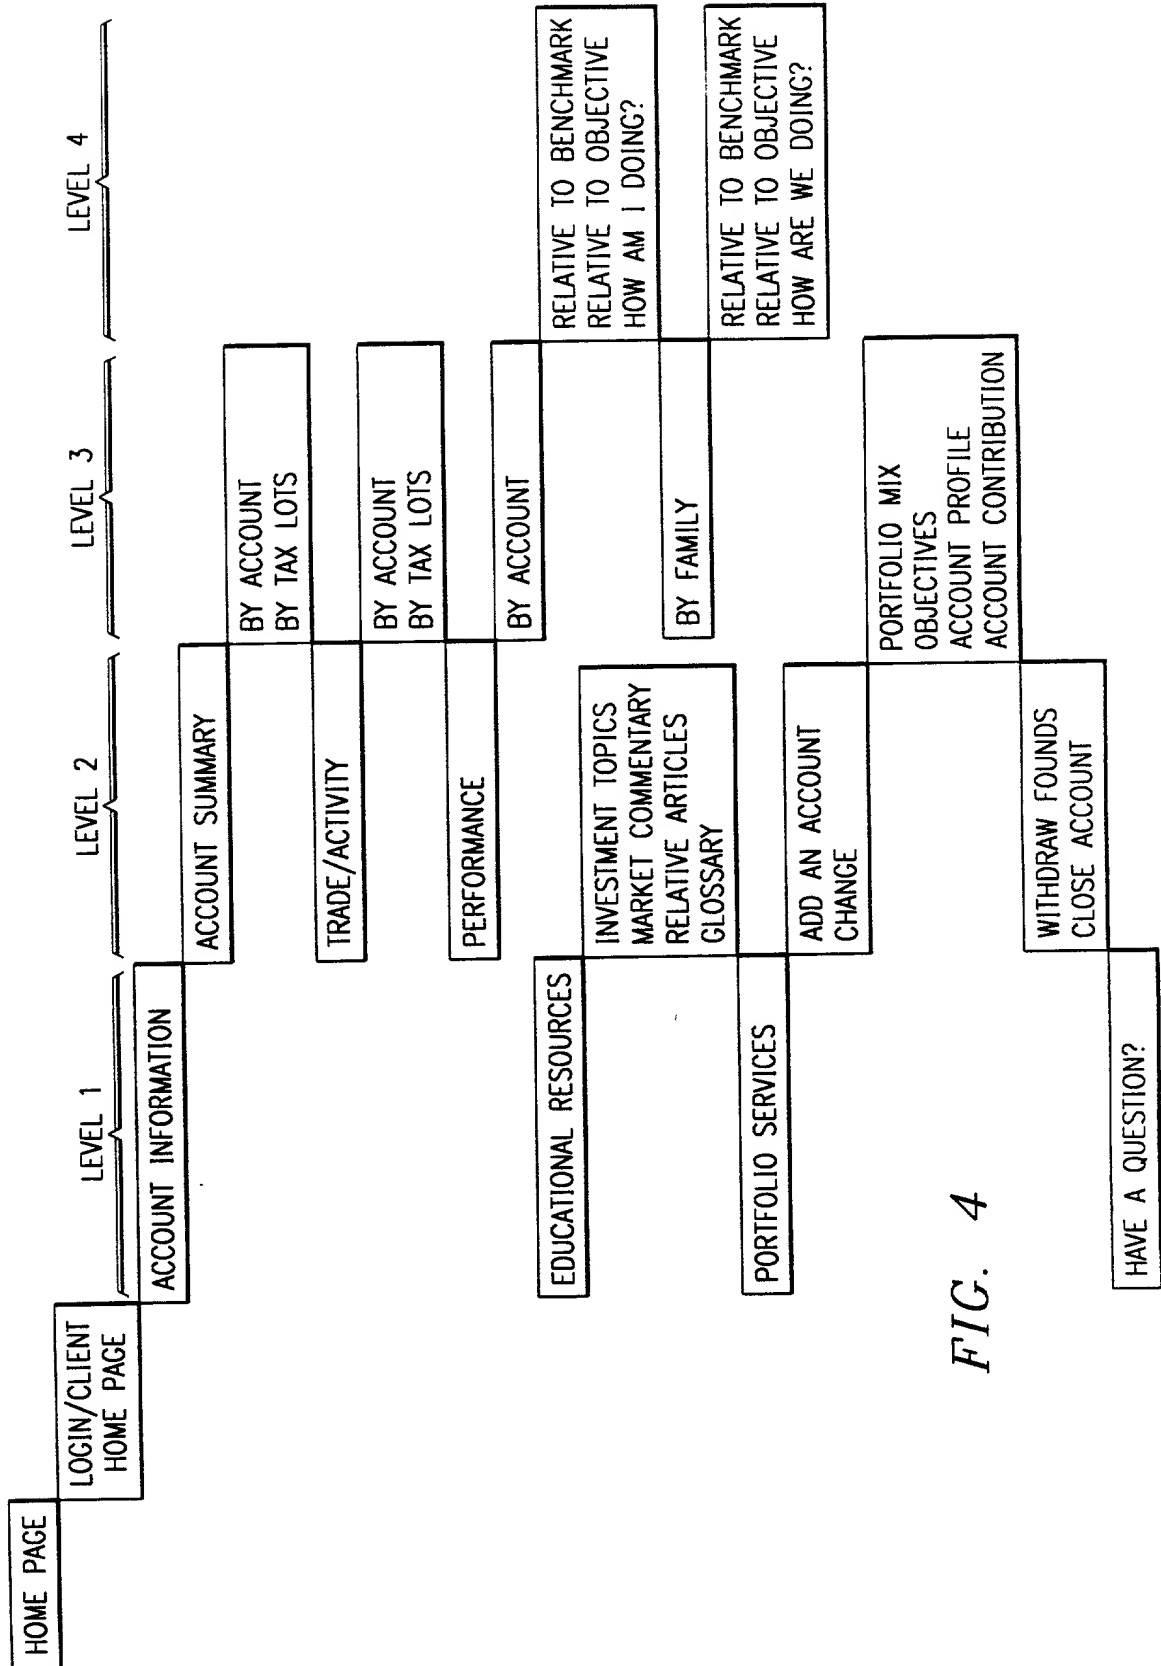 HOME PAGE
LOGIN/CLIENT
HOME PAGE
LEVEL 1
LEVEL 2
LEVEL 3
LEVEL 4
ACCOUNT INFORMATION
ACCOUNT SUMMARY
BY ACCOUNT
BY TAX LOTS
TRADE/ACTIVITY
BY ACCOUNT
BY TAX LOTS
PERFORMANCE
BY ACCOUNT
RELATIVE TO BENCHMARK
RELATIVE TO OBJECTIVE
HOW AM I DOING?
BY FAMILY
RELATIVE TO BENCHMARK
RELATIVE TO OBJECTIVE
HOW ARE WE DOING?
EDUCATIONAL RESOURCES
INVESTMENT TOPICS
MARKET COMMENTARY
RELATIVE ARTICLES
GLOSSARY
PORTFOLIO SERVICES
ADD AN ACCOUNT
CHANGE
PORTFOLIO MIX
OBJECTIVES
ACCOUNT PROFILE
ACCOUNT CONTRIBUTION
WITHDRAW FOUNDS
CLOSE ACCOUNT
HAVE A QUESTION?
FIG. 4